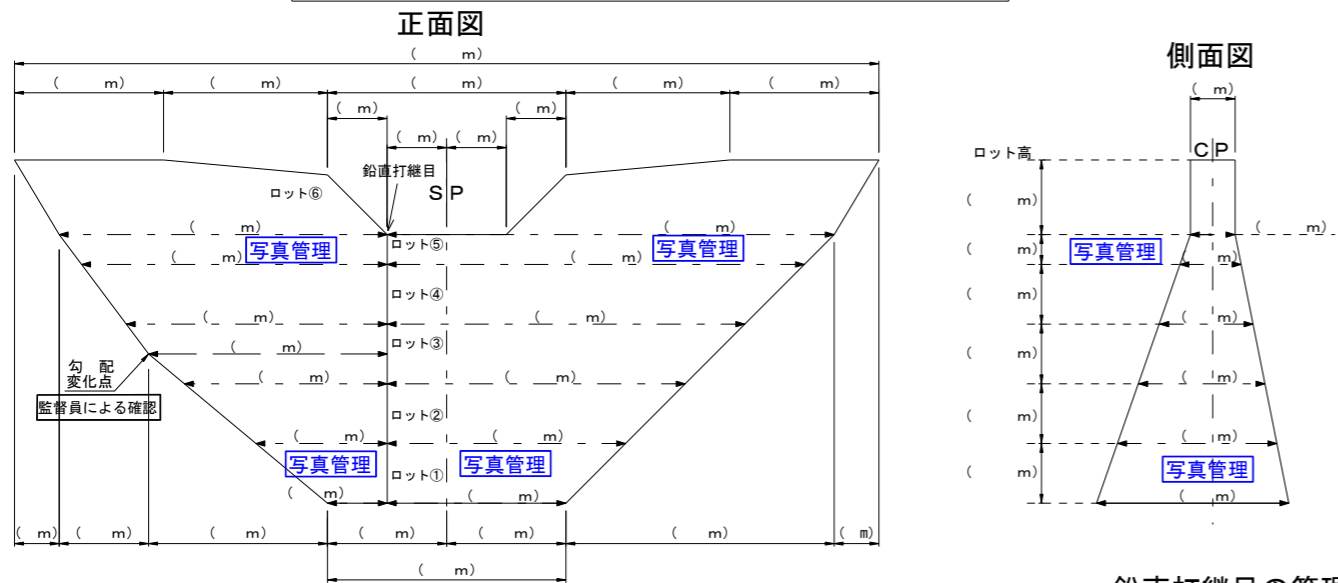 正面図
側面図
( m)
( m) ( m) ( m) ( m) ( m)
( m)
( m) ( m)
( m) ( m)
鉛直打継目
ロット高
CP
ロット⑥
SP
( m)
( m) ( m) ( m)
写真管理
ロット⑤
写真管理
( m)
写真管理
( m) ( m) ( m)
ロット④
( m)
( m) ( m) ( m)
ロット③
( m)
( m)
勾 配
変化点
( m) ( m) ( m)
監督員による確認
ロット②
( m)
( m) ( m) ( m)
写真管理
写真管理
ロット①
写真管理
( m)
( m) ( m) ( m)
( m) ( m) ( m) ( m) ( m) ( m) ( m)
( m)